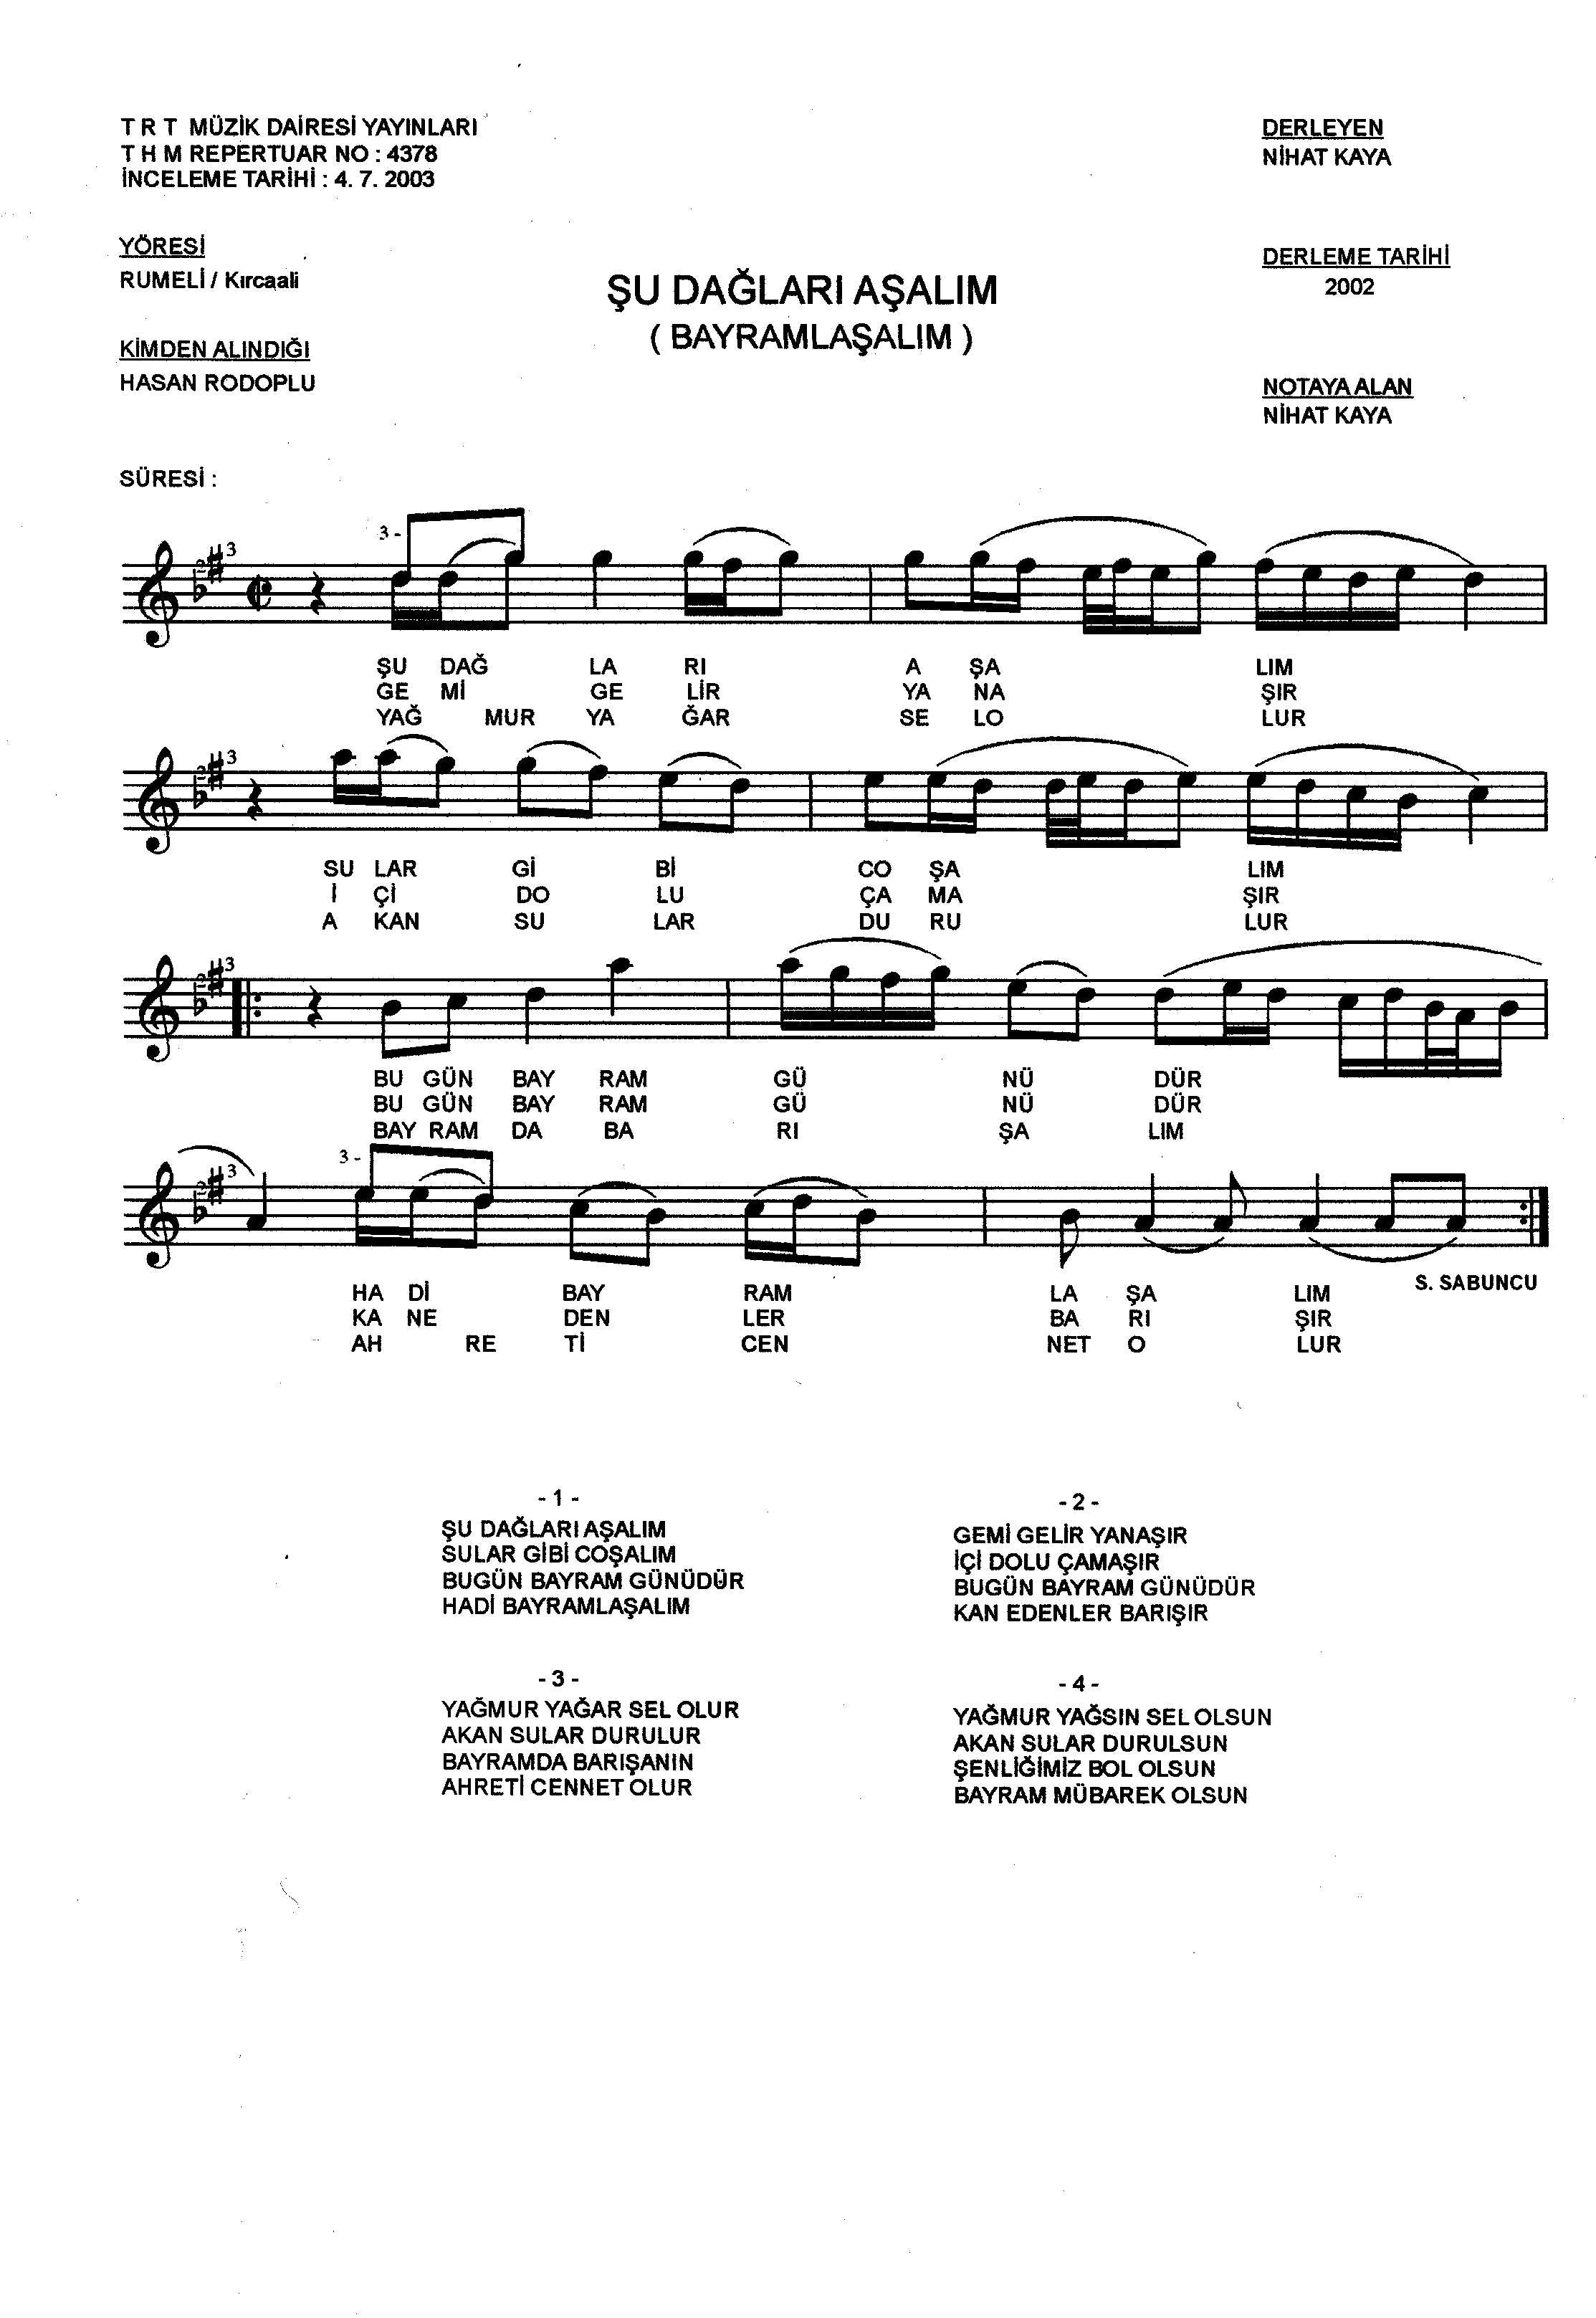 T R T MÜZİK DAİRESİ YAYINLARI
T H M REPERTUAR NO : 4378
İNCELEME TARİHİ : 4. 7. 2003
DERLEYEN
NİHAT KAYA
YÖRESİ
RUMELİ / Kırcaali
DERLEME TARİHİ
2002
ŞU DAĞLARI AŞALIM
( BAYRAMLAŞALIM )
KİMDEN ALINDIĞI
HASAN RODOPLU
NOTAYA ALAN
NİHAT KAYA
SÜRESİ :
3 -
3
ŞU DAĞ LA RI A ŞA LIM
GE Mİ GE LİR YA NA ŞIR
YAĞ MUR YA ĞAR SE LO LUR
3
SU LAR Gİ Bİ CO ŞA LIM
İ Çİ DO LU ÇA MA ŞIR
A KAN SU LAR DU RU LUR
3
BU GÜN BAY RAM GÜ NÜ DÜR
BU GÜN BAY RAM GÜ NÜ DÜR
BAY RAM DA BA RI ŞA LIM
3 -
3
HA Dİ BAY RAM LA ŞA LIM
S. SABUNCU
KA NE DEN LER BA RI ŞIR
AH RE Tİ CEN NET O LUR
- 1 -
ŞU DAĞLARI AŞALIM
SULAR GİBİ COŞALIM
BUGÜN BAYRAM GÜNÜDÜR
HADİ BAYRAMLAŞALIM
- 2 -
GEMİ GELİR YANAŞIR
İÇİ DOLU ÇAMAŞIR
BUGÜN BAYRAM GÜNÜDÜR
KAN EDENLER BARIŞIR
- 3 -
YAĞMUR YAĞAR SEL OLUR
AKAN SULAR DURULUR
BAYRAMDA BARIŞANIN
AHRETİ CENNET OLUR
- 4 -
YAĞMUR YAĞSIN SEL OLSUN
AKAN SULAR DURULSUN
ŞENLİĞİMİZ BOL OLSUN
BAYRAM MÜBAREK OLSUN